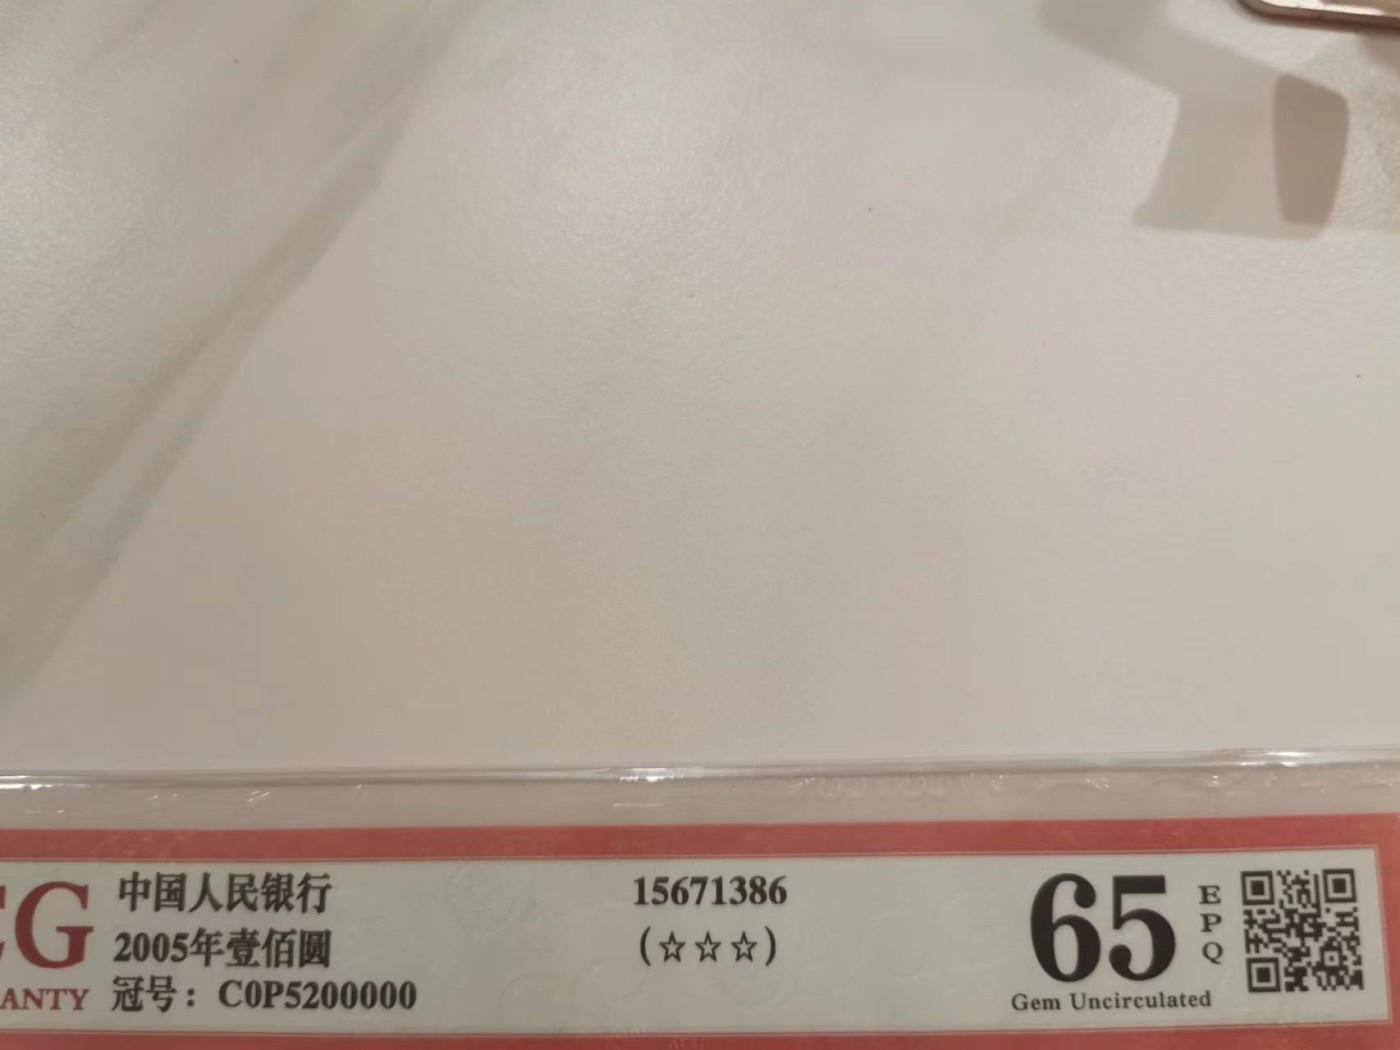 中国人民银行
2005年壹佰圆
冠号：C0P5200000
15671386
(☆☆☆)
65
EPQ
Gem Uncirculated
CG
ANTY